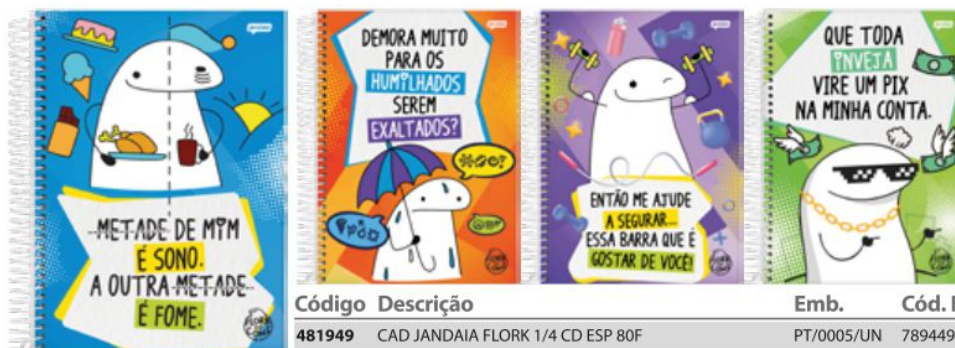 METADE DE MIM
É SONO.
A OUTRA METADE
É FOME.
DEMORA MUITO
PARA OS
HUMILHADOS
SEREM
EXALTADOS?
ENTÃO ME AJUDE
A SEGURAR...
ESSA BARRA QUE É
GOSTAR DE VOCÊ!
QUE TODA
INVEJA
VIRE UM PIX
NA MINHA CONTA.
Código Descrição Emb. Cód. E
481949 CAD JANDAIA FLORK 1/4 CD ESP 80F PT/0005/UN 789449